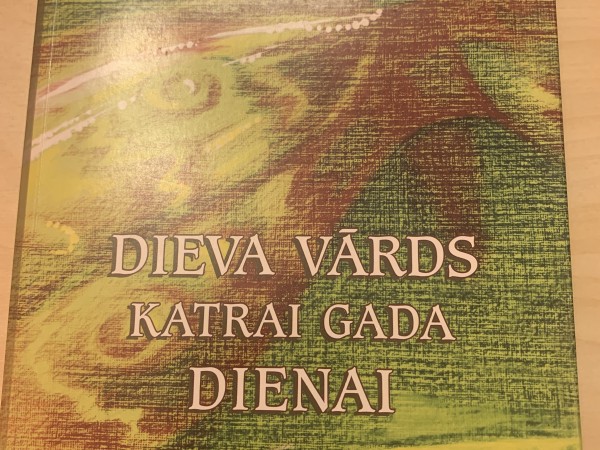 DIEVA VĀRDS
KATRAI GADA
DIENAI